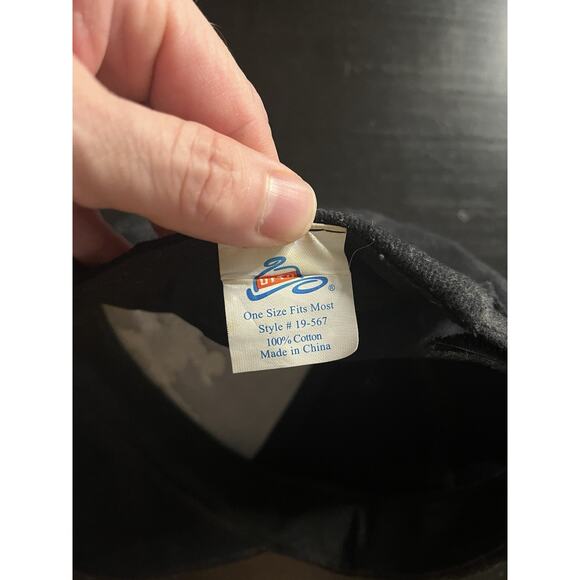 ®
One Size Fits Most
Style # 19-567
100% Cotton
Made in China